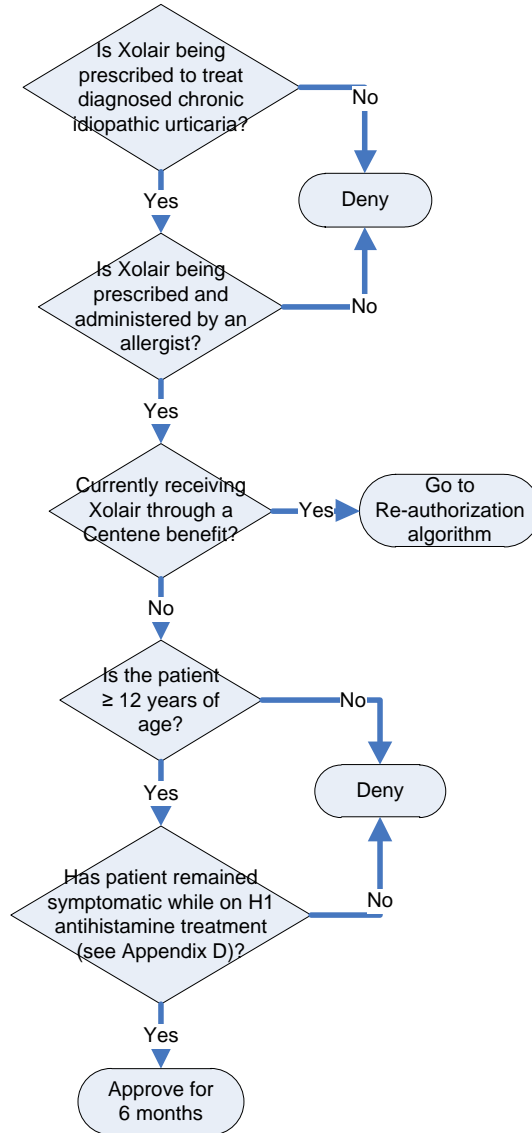 Is Xolair being
prescribed to treat
diagnosed chronic
idiopathic urticaria?
No
Deny
Yes
Is Xolair being
prescribed and
administered by an
allergist?
No
Yes
Currently receiving
Xolair through a
Centene benefit?
Yes
Go to
Re-authorization
algorithm
No
Is the patient
≥ 12 years of
age?
No
Deny
Yes
Has patient remained
symptomatic while on H1
antihistamine treatment
(see Appendix D)?
No
Yes
Approve for
6 months